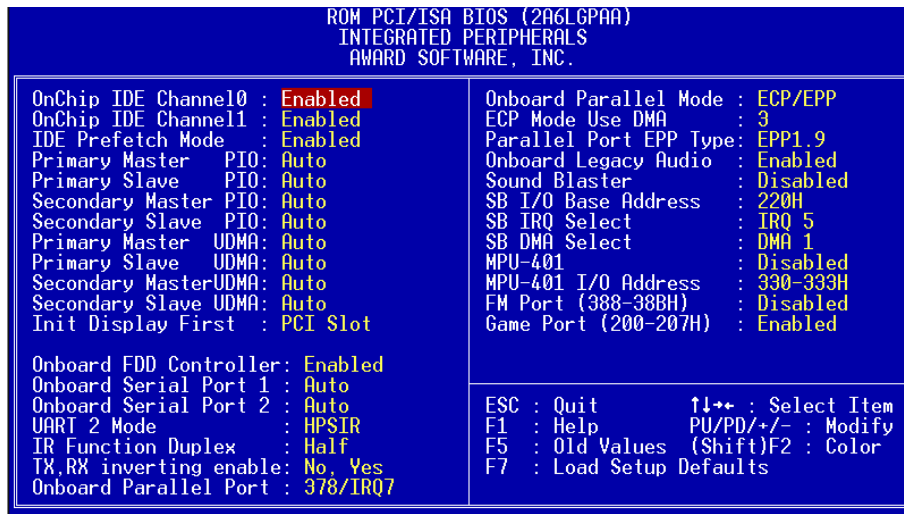 ROM PCI/ISA BIOS (2A6LGPAA)
INTEGRATED PERIPHERALS
AWARD SOFTWARE, INC.
OnChip IDE Channel0 : Enabled
OnChip IDE Channel1 : Enabled
IDE Prefetch Mode : Enabled
Primary Master PIO: Auto
Primary Slave PIO: Auto
Secondary Master PIO: Auto
Secondary Slave PIO: Auto
Primary Master UDMA: Auto
Primary Slave UDMA: Auto
Secondary MasterUDMA: Auto
Secondary Slave UDMA: Auto
Init Display First : PCI Slot
Onboard FDD Controller: Enabled
Onboard Serial Port 1 : Auto
Onboard Serial Port 2 : Auto
UART 2 Mode : HPSIR
IR Function Duplex : Half
TX,RX inverting enable: No, Yes
Onboard Parallel Port : 378/IRQ7
Onboard Parallel Mode : ECP/EPP
ECP Mode Use DMA : 3
Parallel Port EPP Type: EPP1.9
Onboard Legacy Audio : Enabled
Sound Blaster : Disabled
SB I/O Base Address : 220H
SB IRQ Select : IRQ 5
SB DMA Select : DMA 1
MPU-401 : Disabled
MPU-401 I/O Address : 330-333H
FM Port (388-38BH) : Disabled
Game Port (200-207H) : Enabled
ESC : Quit ↑↓→← : Select Item
F1 : Help PU/PD/+/- : Modify
F5 : Old Values (Shift)F2 : Color
F7 : Load Setup Defaults